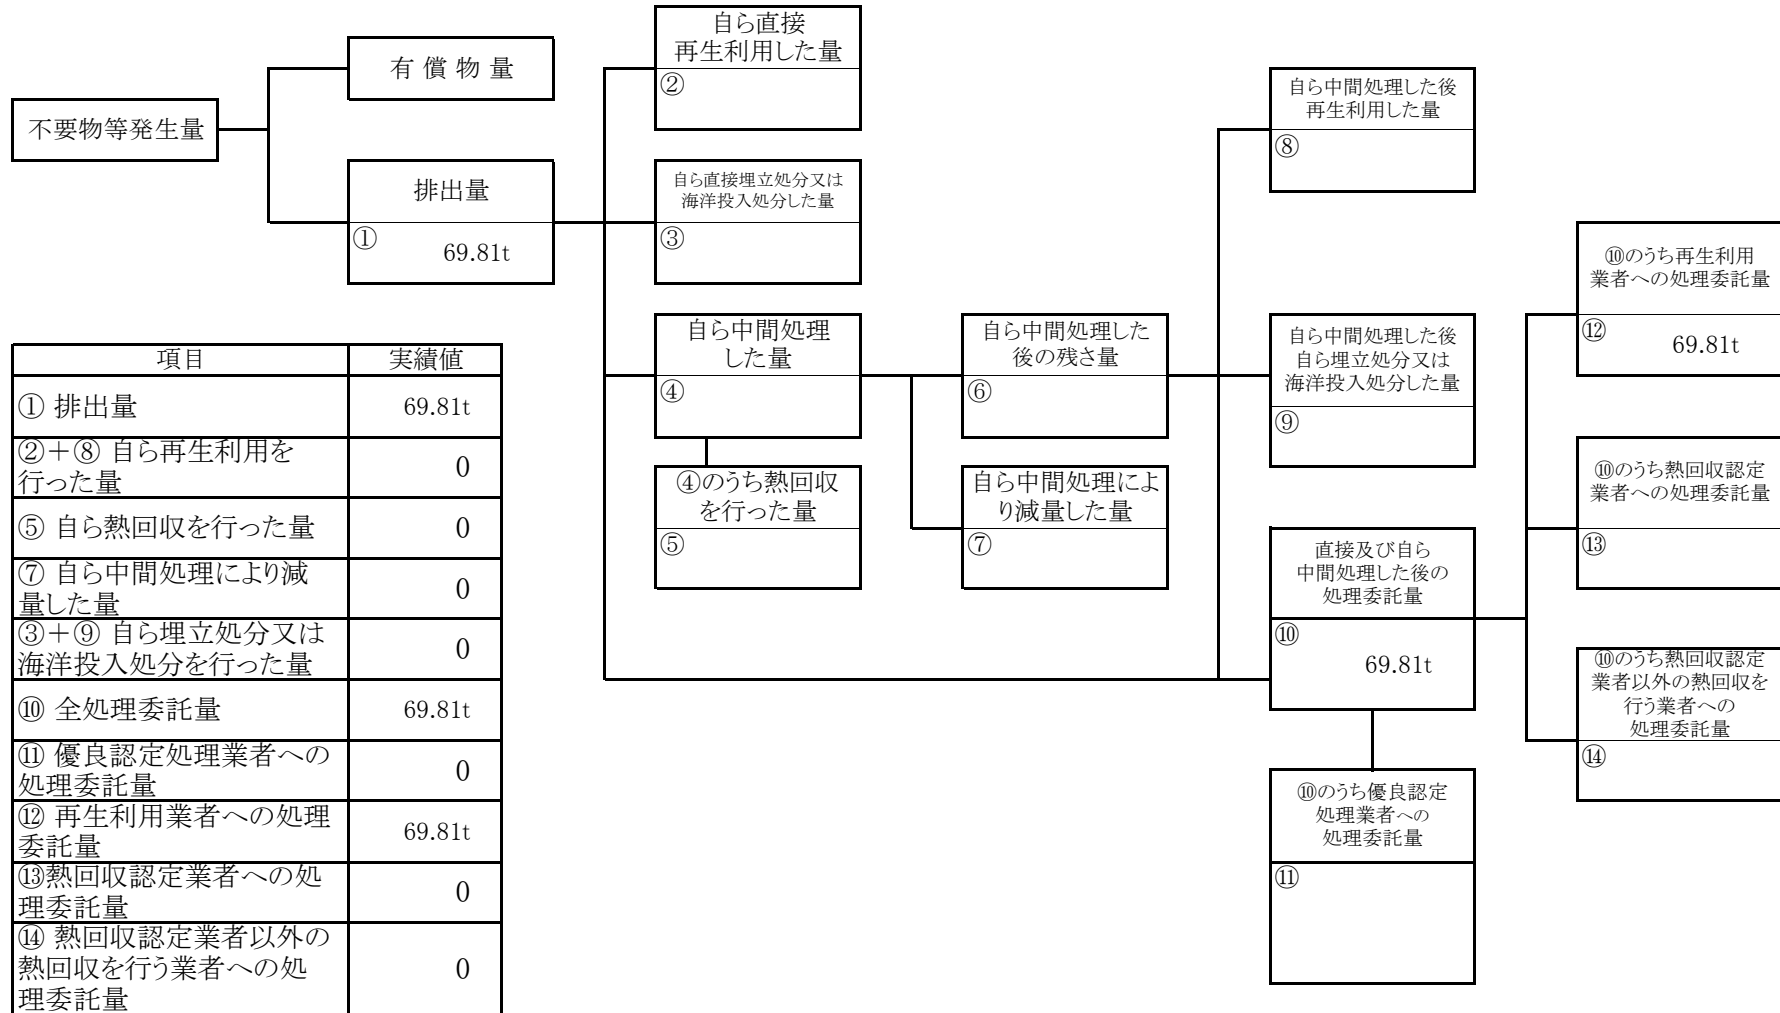 不要物等発生量
有 償 物 量
排出量
①
69.81t
自ら直接
再生利用した量
②
自ら直接埋立処分又は
海洋投入処分した量
③
自ら中間処理
した量
④
④のうち熱回収
を行った量
⑤
自ら中間処理した
後の残さ量
⑥
自ら中間処理によ
り減量した量
⑦
自ら中間処理した後
再生利用した量
⑧
自ら中間処理した後
自ら埋立処分又は
海洋投入処分した量
⑨
直接及び自ら
中間処理した後の
処理委託量
⑩
69.81t
⑩のうち優良認定
処理業者への
処理委託量
⑪
⑩のうち再生利用
業者への処理委託量
⑫
69.81t
⑩のうち熱回収認定
業者への処理委託量
⑬
⑩のうち熱回収認定
業者以外の熱回収を
行う業者への
処理委託量
⑭
項目 実績値
① 排出量 69.81t
②＋⑧ 自ら再生利用を
行った量 0
⑤ 自ら熱回収を行った量 0
⑦ 自ら中間処理により減
量した量 0
③＋⑨ 自ら埋立処分又は
海洋投入処分を行った量 0
⑩ 全処理委託量 69.81t
⑪ 優良認定処理業者への
処理委託量 0
⑫ 再生利用業者への処理
委託量 69.81t
⑬熱回収認定業者への処
理委託量 0
⑭ 熱回収認定業者以外の
熱回収を行う業者への処
理委託量 0